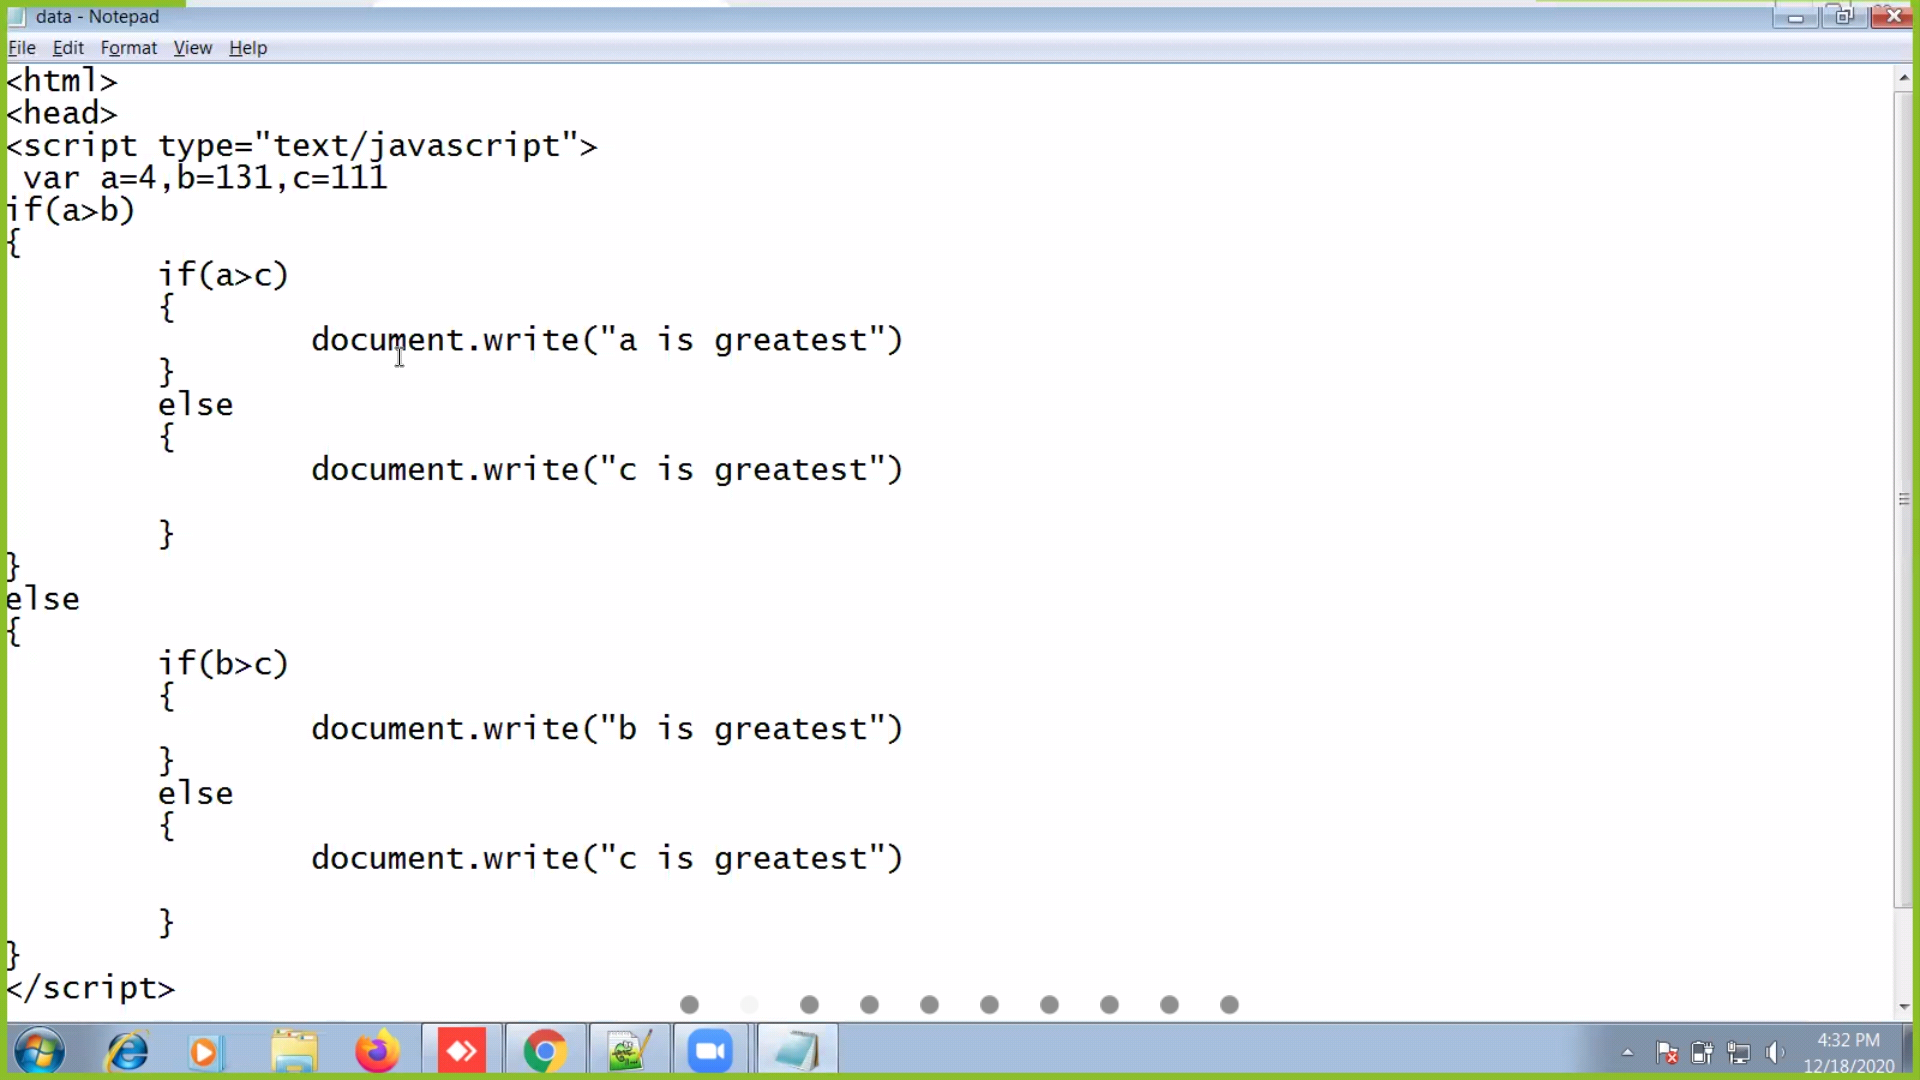 data - Notepad
File Edit Format View Help
<html>
<head>
<script type="text/javascript">
 var a=4,b=131,c=111
if(a>b)
{
        if(a>c)
        {
                document.write("a is greatest")
        }
        else
        {
                document.write("c is greatest")

        }
}
else
{
        if(b>c)
        {
                document.write("b is greatest")
        }
        else
        {
                document.write("c is greatest")

        }
}
</script>
4:32 PM
12/18/2020